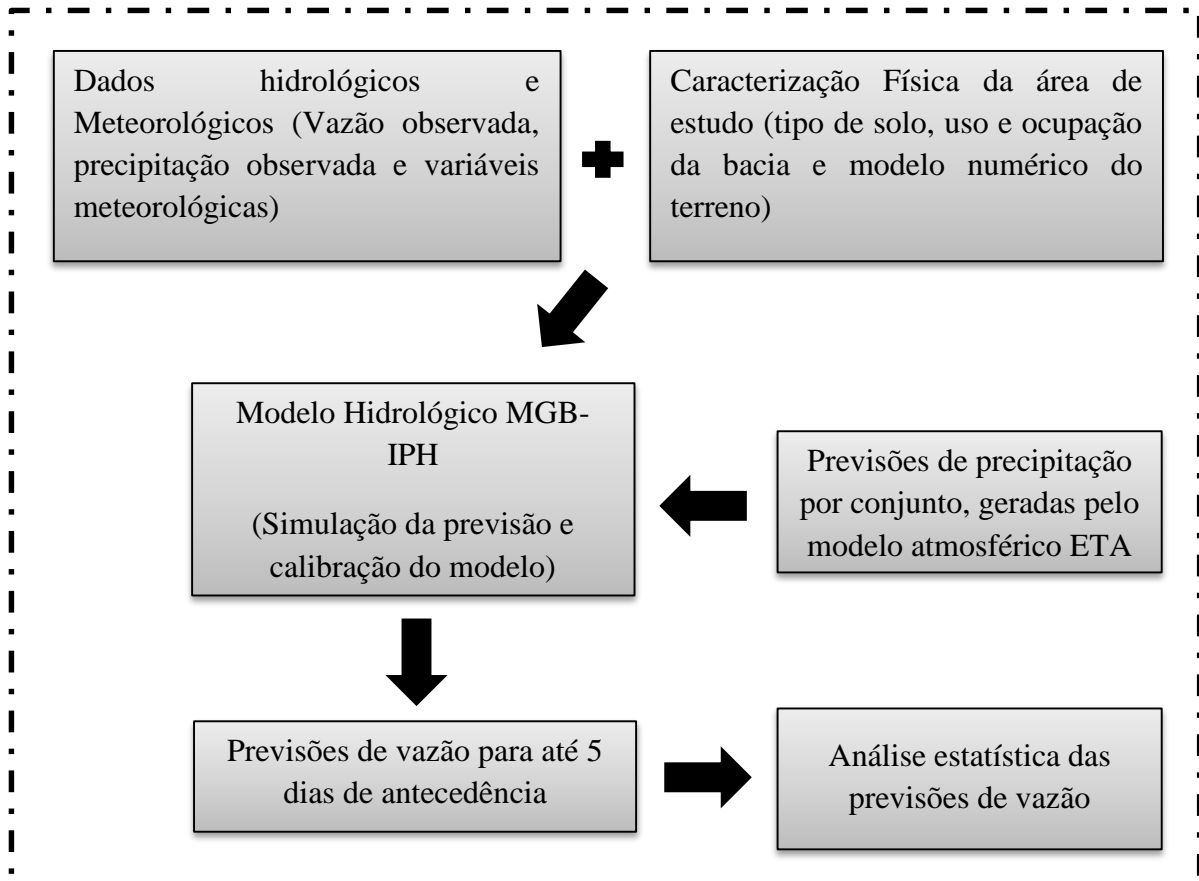 Dados hidrológicos e
Meteorológicos (Vazão observada,
precipitação observada e variáveis
meteorológicas)
Caracterização Física da área de
estudo (tipo de solo, uso e ocupação
da bacia e modelo numérico do
terreno)
Modelo Hidrológico MGB-
IPH
(Simulação da previsão e
calibração do modelo)
Previsões de precipitação
por conjunto, geradas pelo
modelo atmosférico ETA
Previsões de vazão para até 5
dias de antecedência
Análise estatística das
previsões de vazão